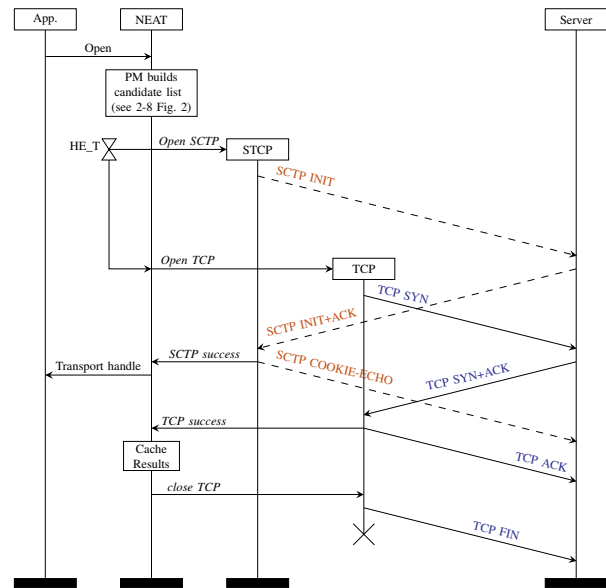 App.
NEAT
Server
Open
PM builds
candidate list
(see 2-8 Fig. 2)
HE_T
Open SCTP
STCP
SCTP INIT
Open TCP
TCP
TCP SYN
SCTP INIT+ACK
SCTP success
SCTP COOKIE-ECHO
Transport handle
TCP SYN+ACK
TCP success
Cache
Results
TCP ACK
close TCP
TCP FIN